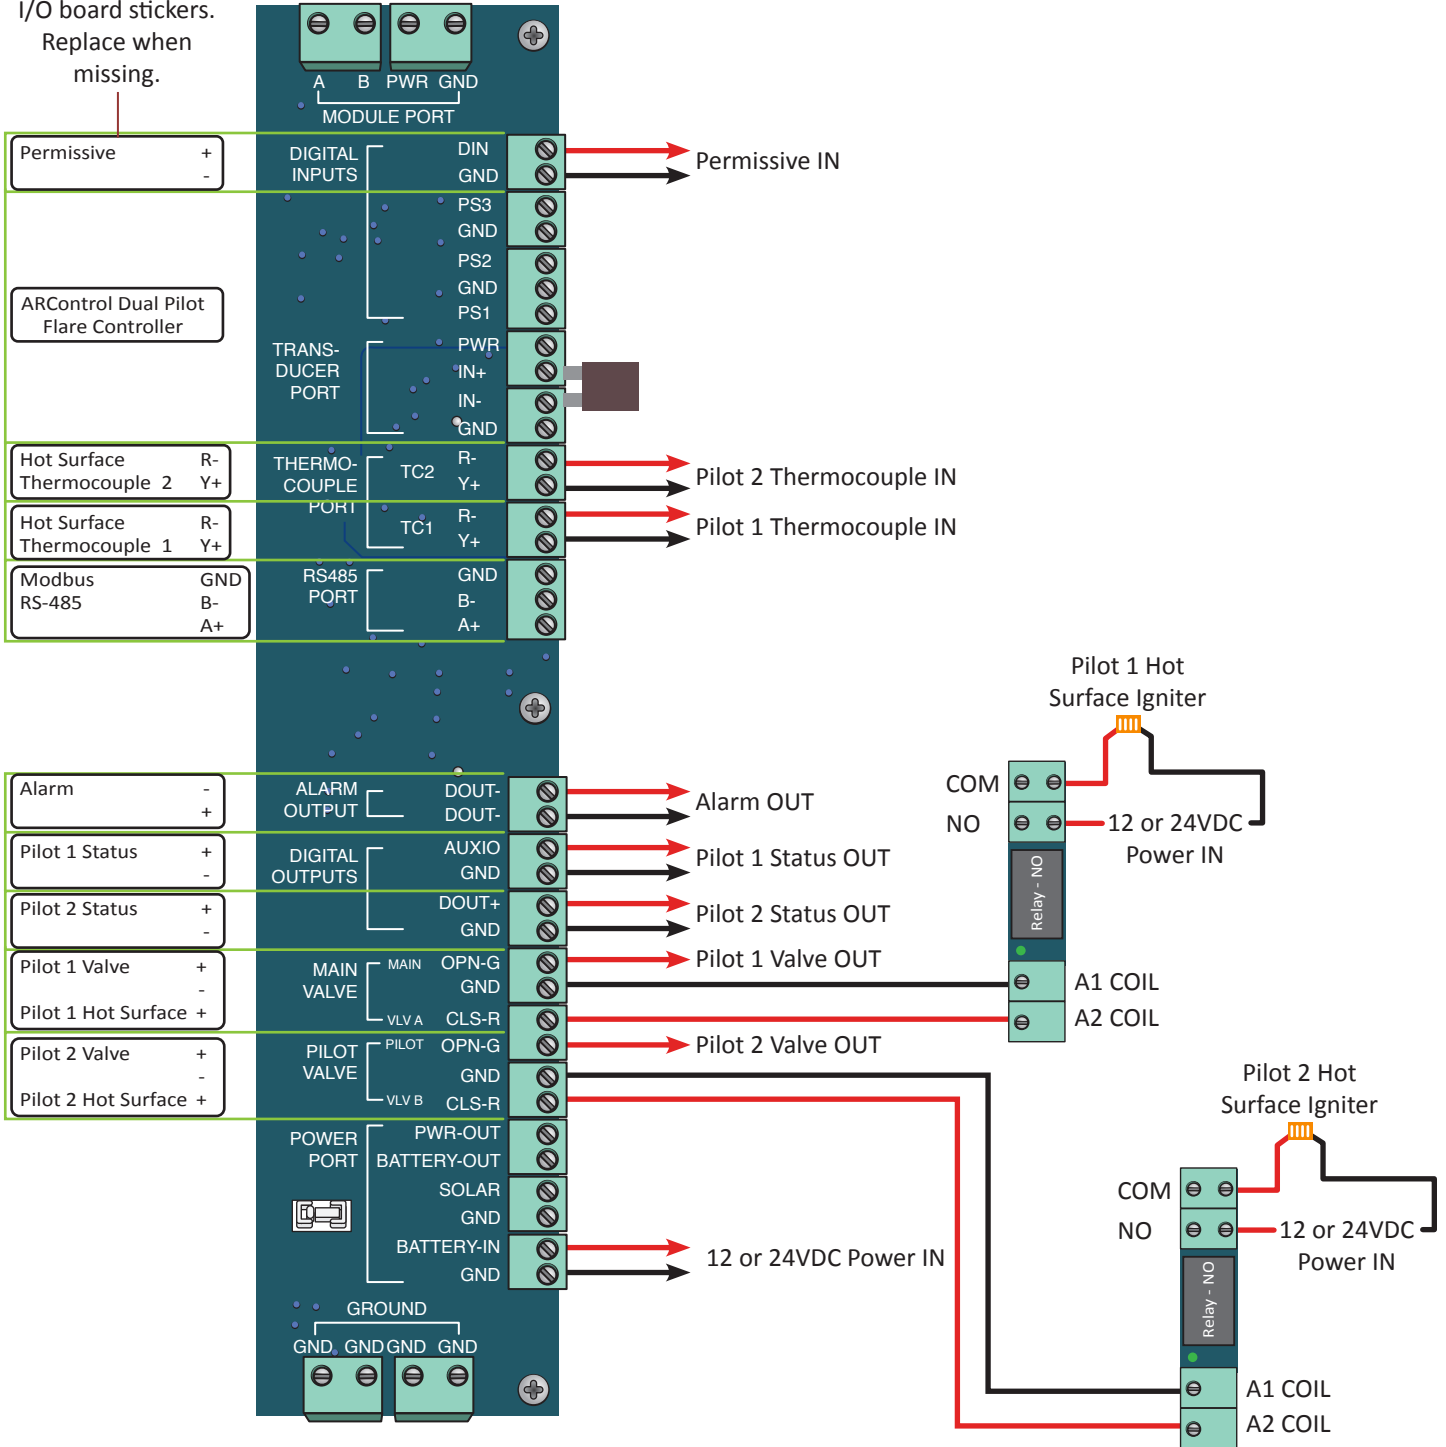 I/O board stickers.
Replace when
missing.
A B PWR GND
MODULE PORT
Permissive +
-
DIGITAL
INPUTS
DIN
GND
Permissive IN
PS3
GND
PS2
GND
PS1
ARControl Dual Pilot
Flare Controller
TRANS-
DUCER
PORT
PWR
IN+
IN-
GND
Hot Surface R-
Thermocouple 2 Y+
THERMO-
COUPLE
PORT
TC2
R-
Y+
Pilot 2 Thermocouple IN
Hot Surface R-
Thermocouple 1 Y+
TC1
R-
Y+
Pilot 1 Thermocouple IN
Modbus GND
RS-485 B-
A+
RS485
PORT
GND
B-
A+
Alarm -
+
ALARM
OUTPUT
DOUT-
DOUT-
Alarm OUT
Pilot 1 Status +
-
DIGITAL
OUTPUTS
AUXIO
GND
Pilot 1 Status OUT
Pilot 2 Status +
-
DOUT+
GND
Pilot 2 Status OUT
Pilot 1 Valve +
-
Pilot 1 Hot Surface +
MAIN
VALVE
MAIN
VLV A
OPN-G
GND
CLS-R
Pilot 1 Valve OUT
Pilot 2 Valve +
-
Pilot 2 Hot Surface +
PILOT
VALVE
PILOT
VLV B
OPN-G
GND
CLS-R
Pilot 2 Valve OUT
POWER
PORT
PWR-OUT
BATTERY-OUT
SOLAR
GND
BATTERY-IN
GND
12 or 24VDC Power IN
GROUND
GND GND GND GND
Pilot 1 Hot
Surface Igniter
COM
NO
12 or 24VDC
Power IN
Relay - NO
A1 COIL
A2 COIL
Pilot 2 Hot
Surface Igniter
COM
NO
12 or 24VDC
Power IN
Relay - NO
A1 COIL
A2 COIL